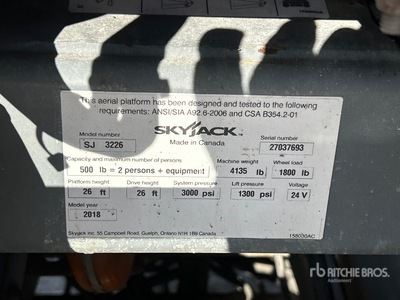 This aerial platform has been designed and tested to the following
requirements: ANSI/SIA A92.6-2006 and CSA B354.2-01
SKYJACK
Made in Canada
Model number Serial number
SJ 3226 27037693
Capacity and maximum number of persons Machine weight Wheel load
500 lb = 2 persons + equipment 4135 lb 1800 lb
Platform height Drive height System pressure Lift pressure Voltage
26 ft 26 ft 3000 psi 1300 psi 24 V
Model year
2018
Skyjack Inc. 55 Campbell Road, Guelph, Ontario N1H 1B9 Canada
158000AC
rb RITCHIE BROS.
Auctioneers